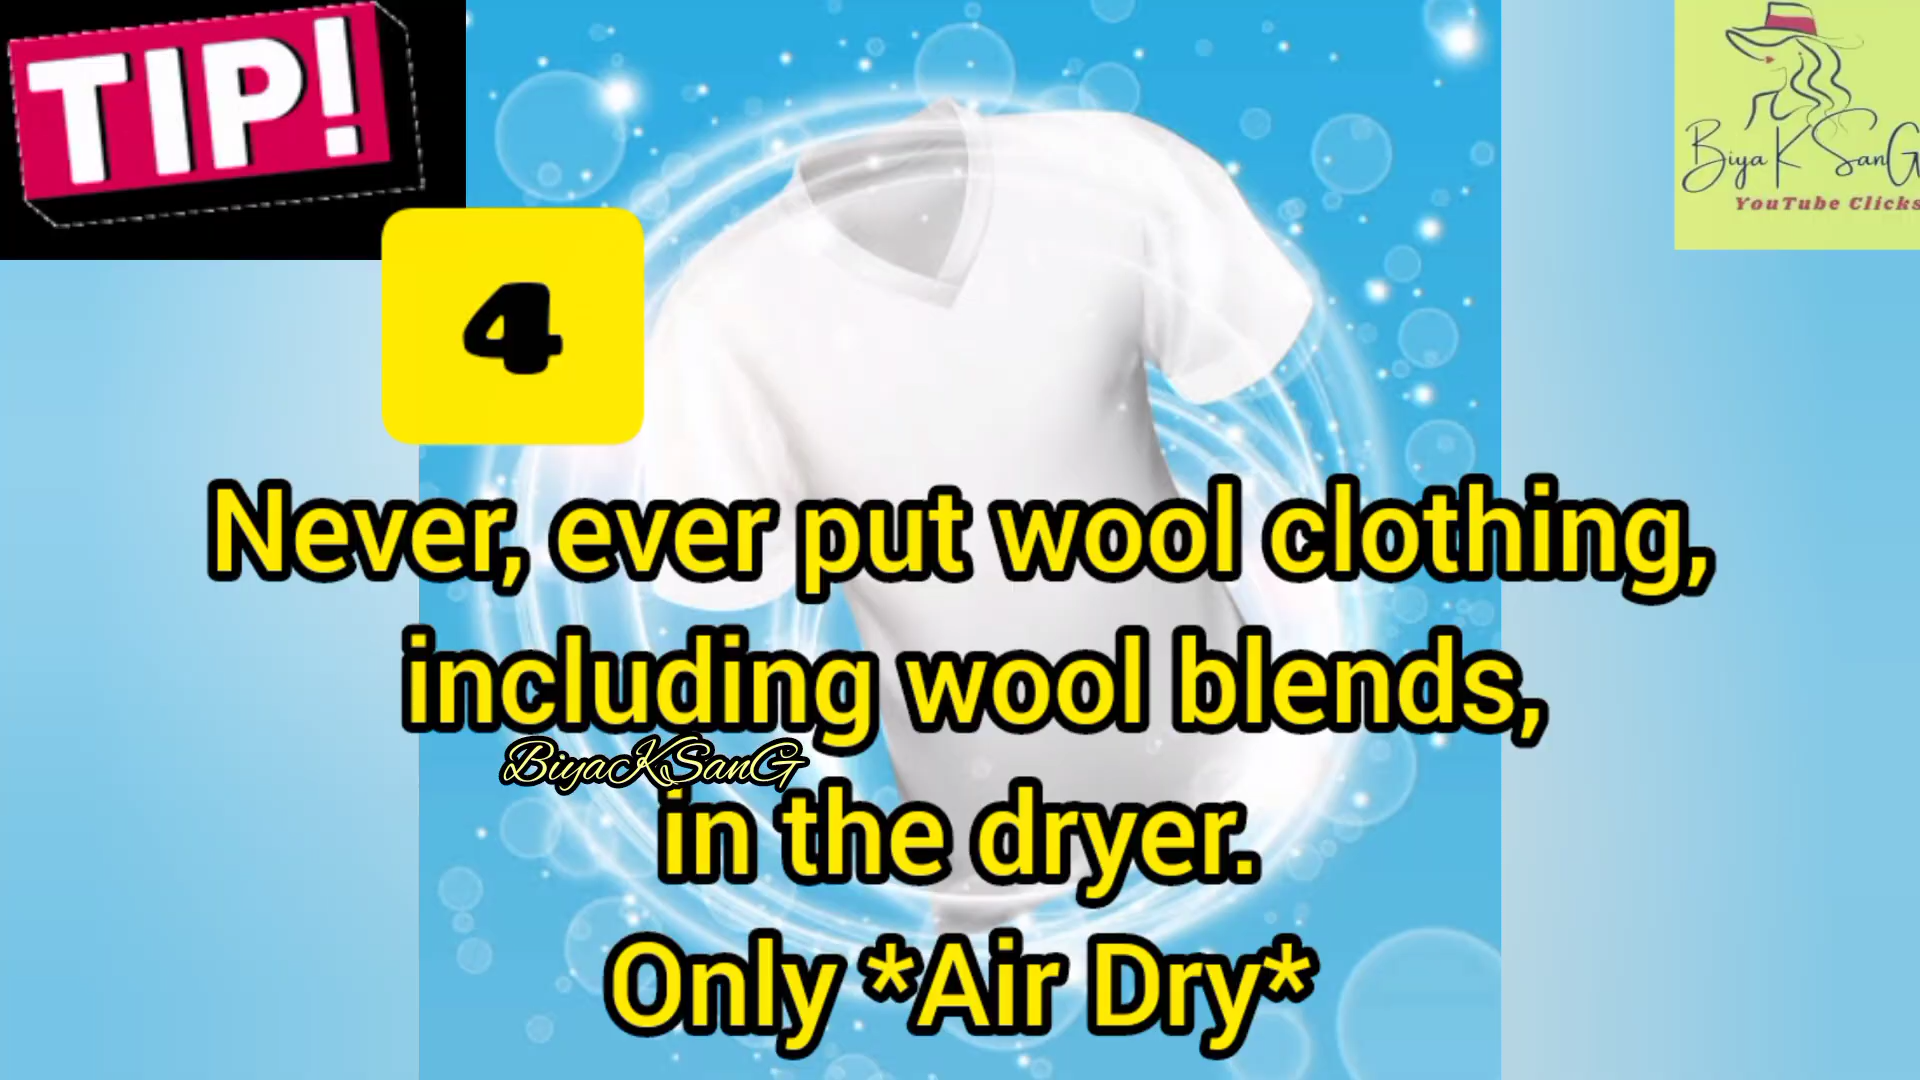 TIP!
Biya K SanG
YouTube Clicks
4
Never, ever put wool clothing,
including wool blends,
BiyaKSanG
in the dryer.
Only *Air Dry*